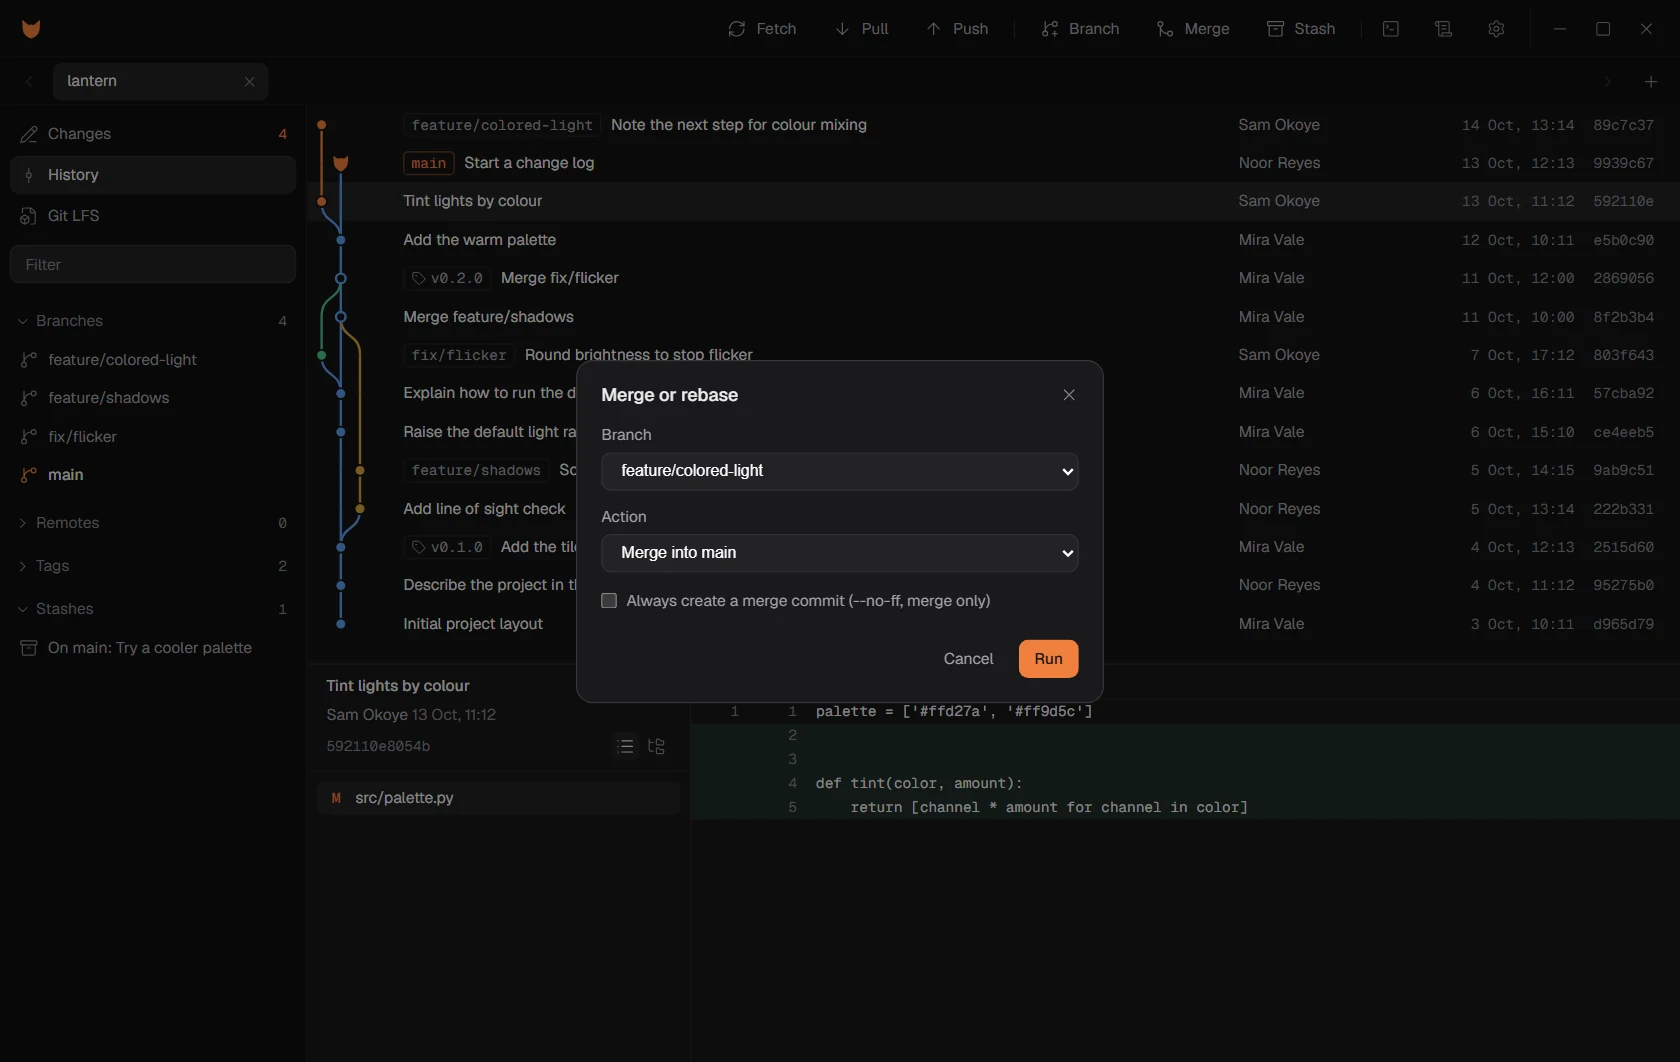 Fetch Pull Push Branch Merge Stash
lantern
Changes 4
History
Git LFS
Filter
Branches 4
feature/colored-light
feature/shadows
fix/flicker
main
Remotes 0
Tags 2
Stashes 1
On main: Try a cooler palette
feature/colored-light Note the next step for colour mixing Sam Okoye 14 Oct, 13:14 89c7c37
main Start a change log Noor Reyes 13 Oct, 12:13 9939c67
Tint lights by colour Sam Okoye 13 Oct, 11:12 592110e
Add the warm palette Mira Vale 12 Oct, 10:11 e5b0c90
v0.2.0 Merge fix/flicker Mira Vale 11 Oct, 12:00 2869056
Merge feature/shadows Mira Vale 11 Oct, 10:00 8f2b3b4
fix/flicker Round brightness to stop flicker Sam Okoye 7 Oct, 17:12 803f643
Explain how to run the d Mira Vale 6 Oct, 16:11 57cba92
Raise the default light ra Mira Vale 6 Oct, 15:10 ce4eeb5
feature/shadows Sc Noor Reyes 5 Oct, 14:15 9ab9c51
Add line of sight check Noor Reyes 5 Oct, 13:14 222b331
v0.1.0 Add the tile Mira Vale 4 Oct, 12:13 2515d60
Describe the project in th Noor Reyes 4 Oct, 11:12 95275b0
Initial project layout Mira Vale 3 Oct, 10:11 d965d79
Merge or rebase
Branch
feature/colored-light
Action
Merge into main
Always create a merge commit (--no-ff, merge only)
Cancel Run
Tint lights by colour
Sam Okoye 13 Oct, 11:12
592110e8054b
M src/palette.py
1 1 palette = ['#ffd27a', '#ff9d5c']
2
3
4 def tint(color, amount):
5 return [channel * amount for channel in color]